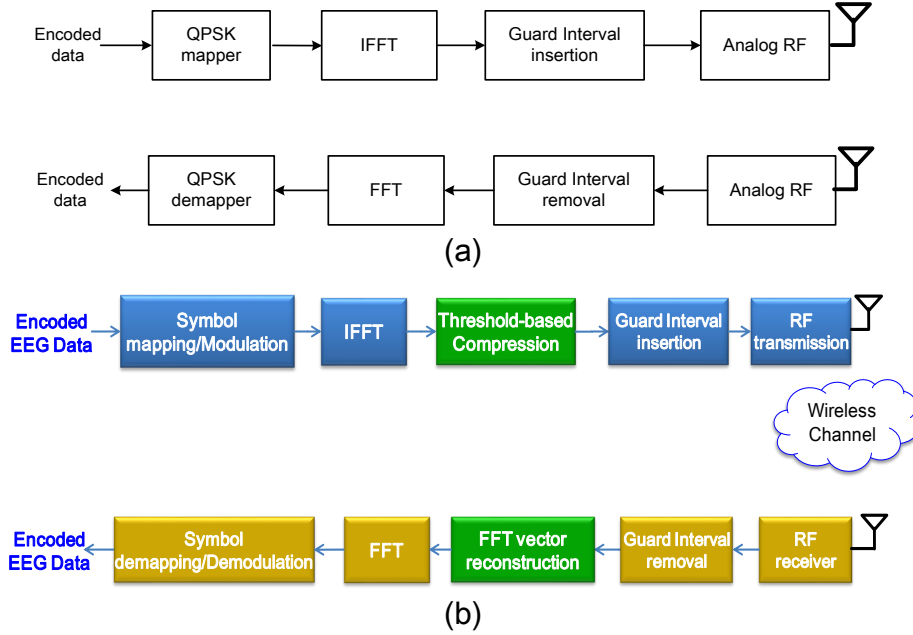 Encoded
data
QPSK
mapper
IFFT
Guard Interval
insertion
Analog RF
Encoded
data
QPSK
demapper
FFT
Guard Interval
removal
Analog RF
(a)
Encoded
EEG Data
Symbol
mapping/Modulation
IFFT
Threshold-based
Compression
Guard Interval
insertion
RF
transmission
Wireless
Channel
Encoded
EEG Data
Symbol
demapping/Demodulation
FFT
FFT vector
reconstruction
Guard Interval
removal
RF
receiver
(b)